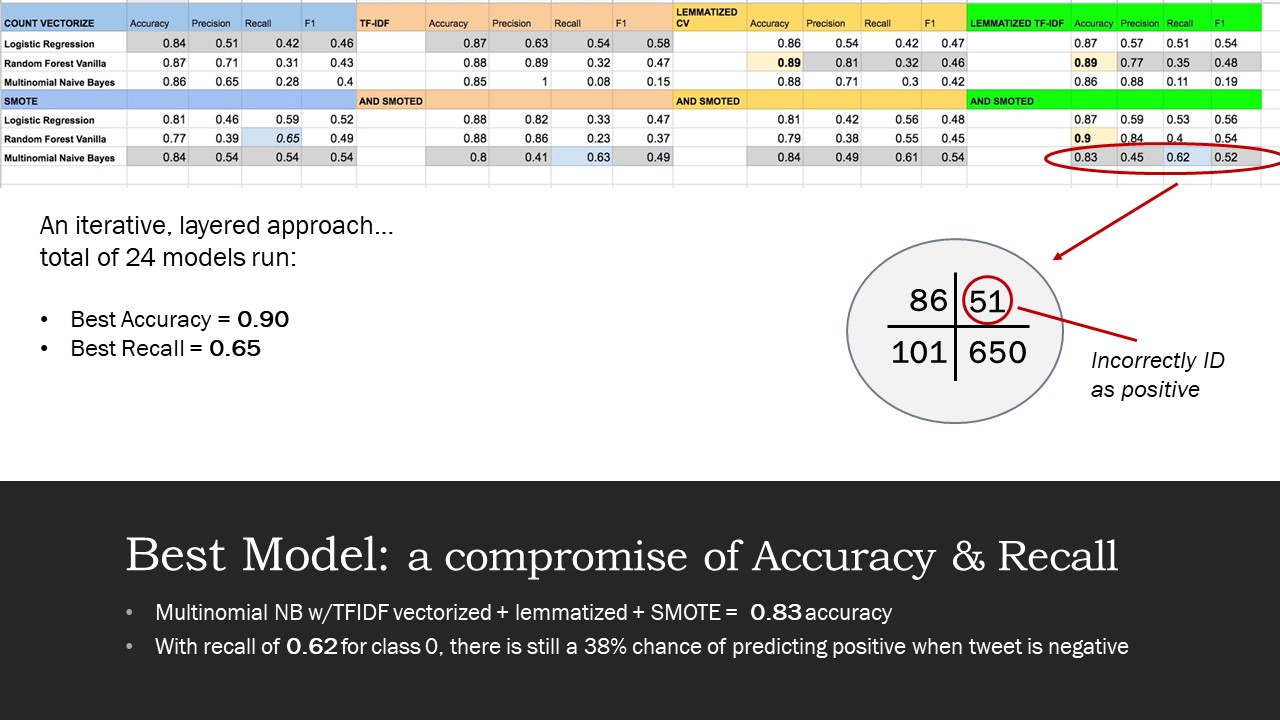 COUNT VECTORIZE Accuracy Precision Recall F1 TF-IDF Accuracy Precision Recall F1 LEMMATIZED CV Accuracy Precision Recall F1 LEMMATIZED TF-IDF Accuracy Precision Recall F1
Logistic Regression 0.84 0.51 0.42 0.46 0.87 0.63 0.54 0.58 0.86 0.54 0.42 0.47 0.87 0.57 0.51 0.54
Random Forest Vanilla 0.87 0.71 0.31 0.43 0.88 0.89 0.32 0.47 0.89 0.81 0.32 0.46 0.89 0.77 0.35 0.48
Multinomial Naive Bayes 0.86 0.65 0.28 0.4 0.85 1 0.08 0.15 0.88 0.71 0.3 0.42 0.86 0.88 0.11 0.19
SMOTE AND SMOTED AND SMOTED AND SMOTED
Logistic Regression 0.81 0.46 0.59 0.52 0.88 0.82 0.33 0.47 0.81 0.42 0.56 0.48 0.87 0.59 0.53 0.56
Random Forest Vanilla 0.77 0.39 0.65 0.49 0.88 0.86 0.23 0.37 0.79 0.38 0.55 0.45 0.9 0.84 0.4 0.54
Multinomial Naive Bayes 0.84 0.54 0.54 0.54 0.8 0.41 0.63 0.49 0.84 0.49 0.61 0.54 0.83 0.45 0.62 0.52
An iterative, layered approach...
total of 24 models run:
• Best Accuracy = 0.90
• Best Recall = 0.65
86 51
101 650
Incorrectly ID
as positive
Best Model: a compromise of Accuracy & Recall
• Multinomial NB w/TFIDF vectorized + lemmatized + SMOTE = 0.83 accuracy
• With recall of 0.62 for class 0, there is still a 38% chance of predicting positive when tweet is negative